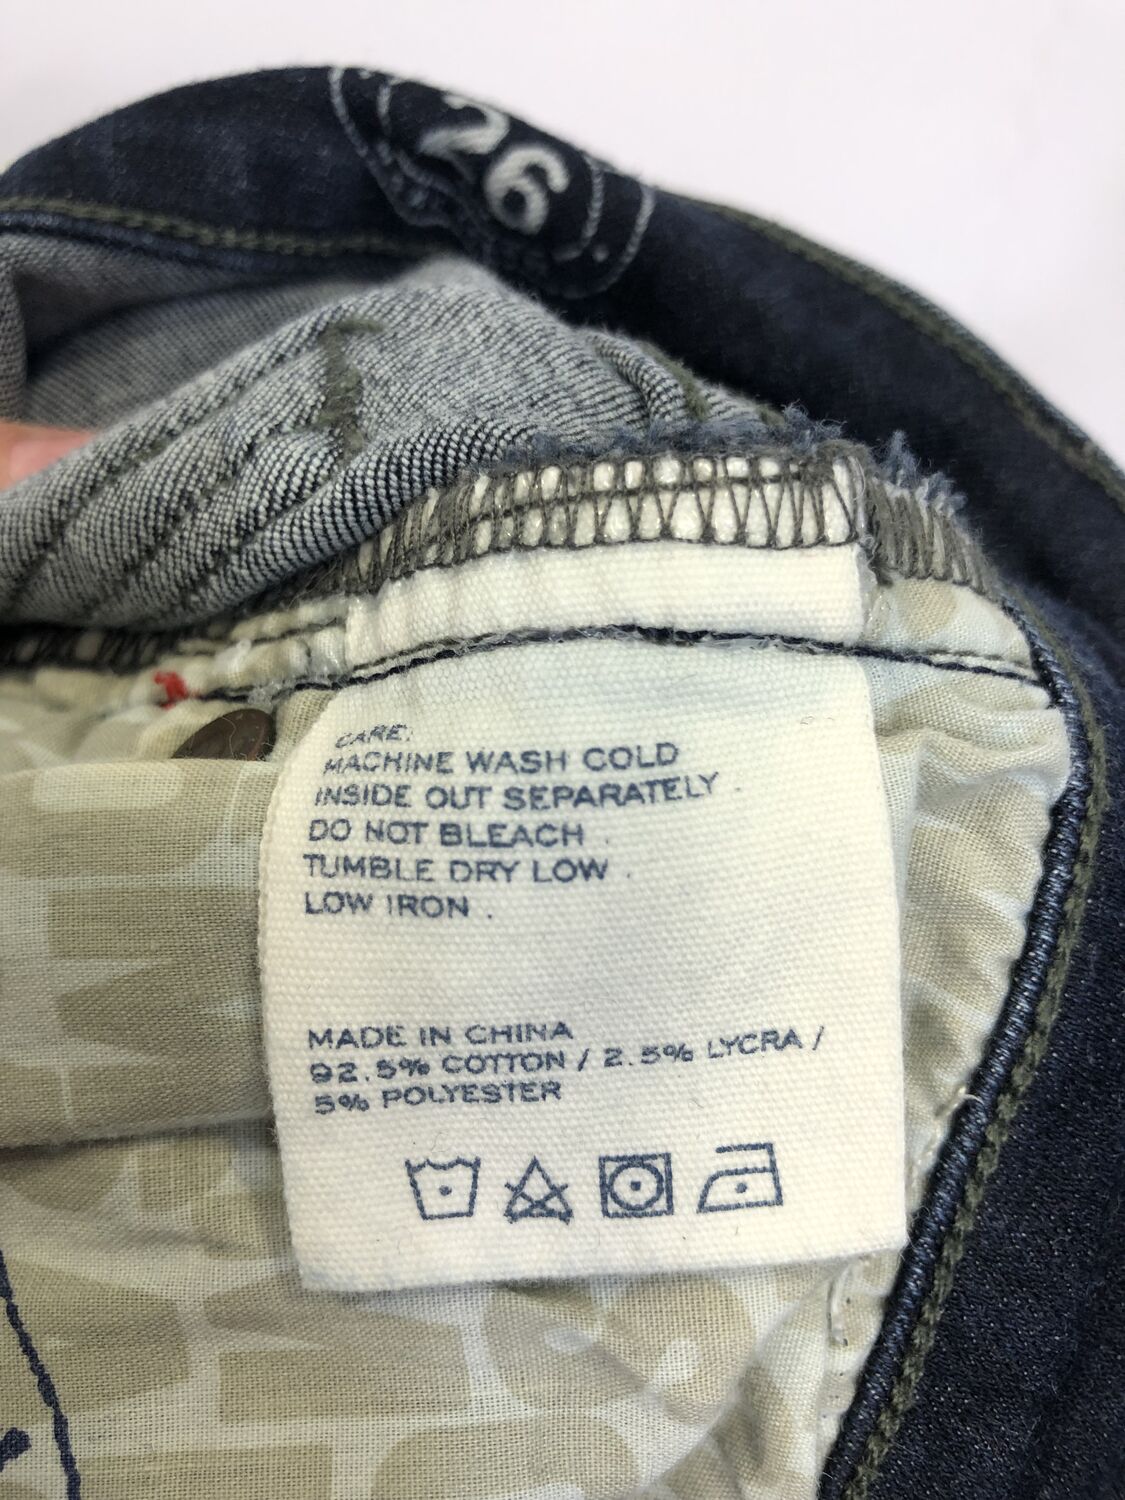 26
CARE:
MACHINE WASH COLD
INSIDE OUT SEPARATELY .
DO NOT BLEACH .
TUMBLE DRY LOW .
LOW IRON .
MADE IN CHINA
92.5% COTTON / 2.5% LYCRA /
5% POLYESTER